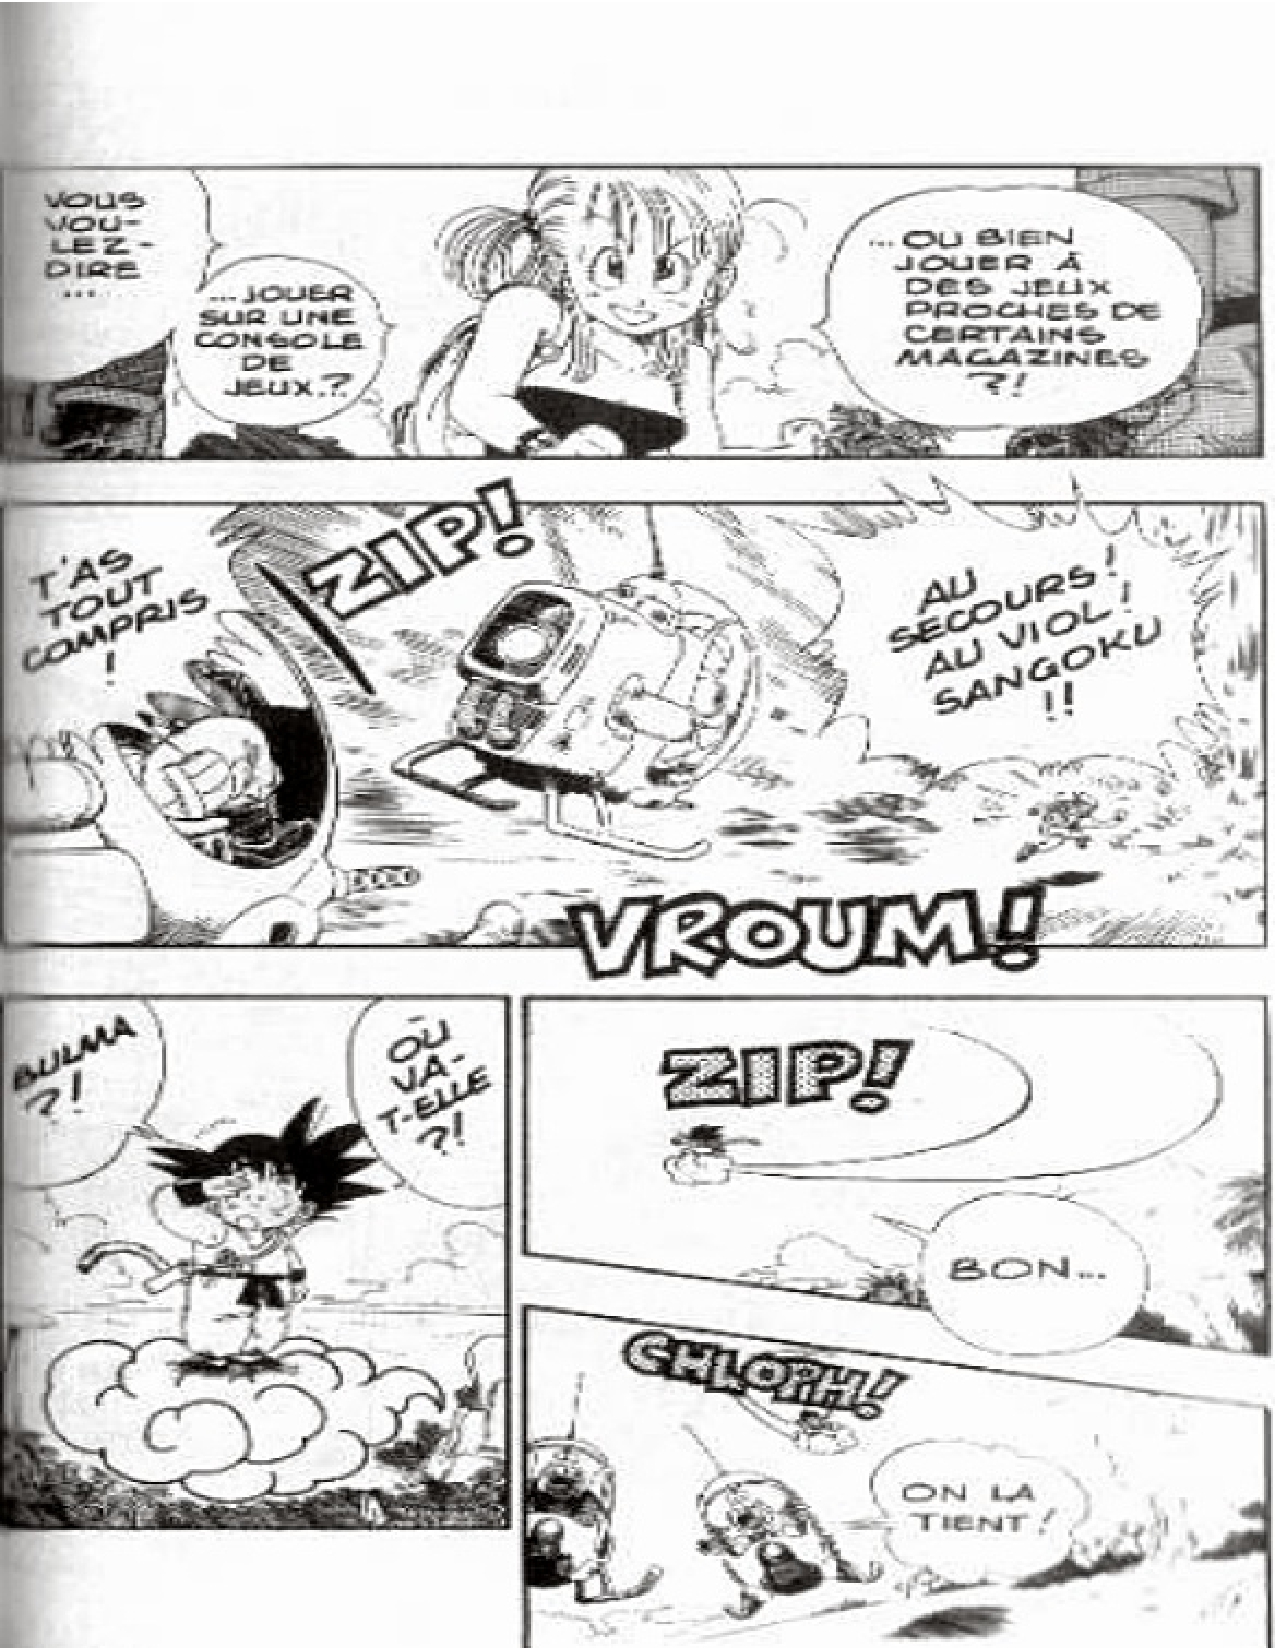 VOUS
VOU-
LEZ-
DIRE
......
...JOUER
SUR UNE
CONSOLE
DE
JEUX.?
...OU BIEN
JOUER À
DES JEUX
PROCHES DE
CERTAINS
MAGAZINES
?!
T'AS
TOUT
COMPRIS
!
ZIP!
AU
SECOURS!
AU VIOL!
SANGOKU
!!
VROUM!
BULMA
?!
OÙ
VA-
T-ELLE
?!
ZIP!
BON...
CHLOPH!
ON LA
TIENT!